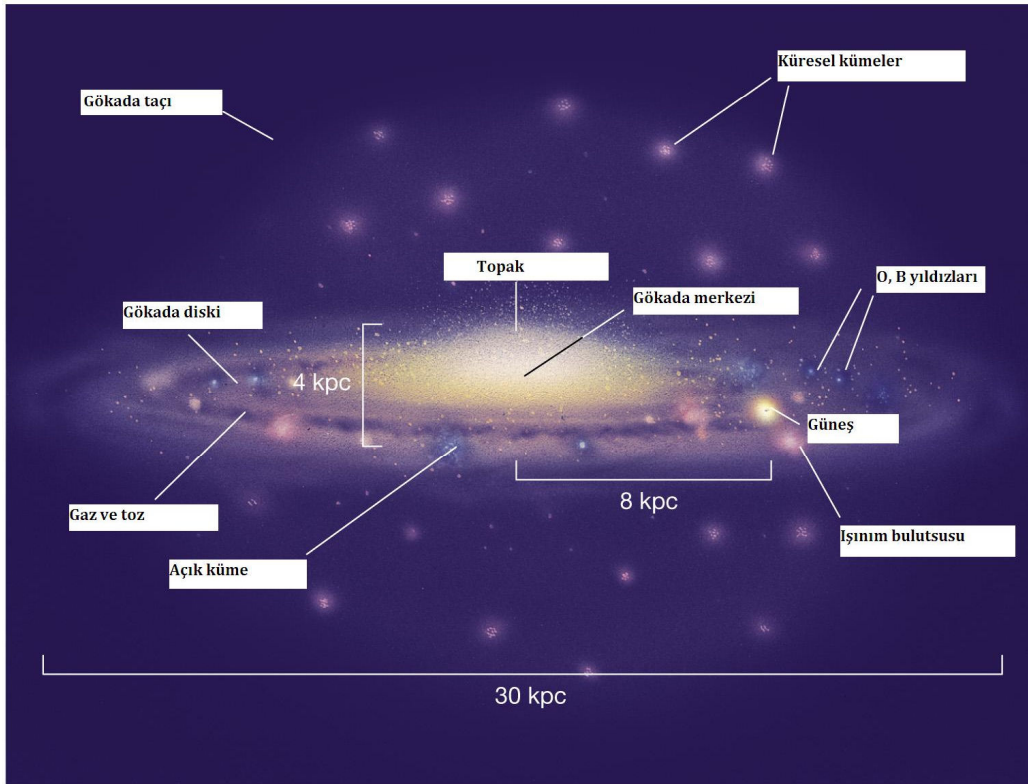 Küresel kümeler
Gökada taçı
Topak
O, B yıldızları
Gökada merkezi
Gökada diski
4 kpc
Güneş
8 kpc
Gaz ve toz
Işınım bulutsusu
Açık küme
30 kpc